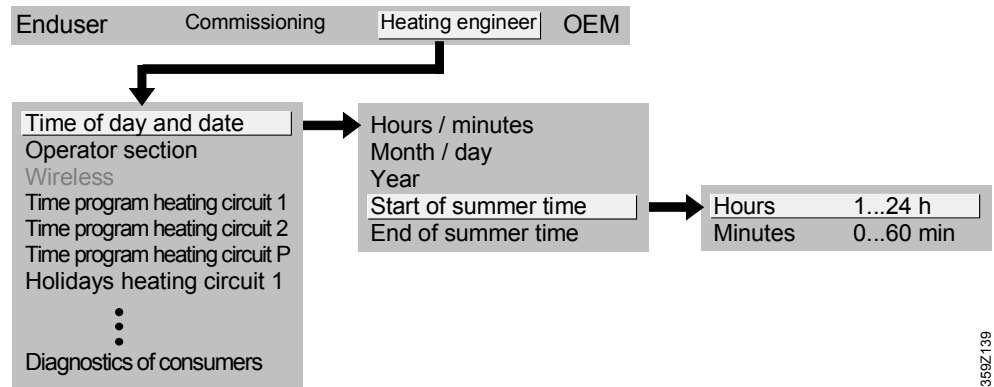 Enduser Commissioning Heating engineer OEM
Time of day and date
Operator section
Wireless
Time program heating circuit 1
Time program heating circuit 2
Time program heating circuit P
Holidays heating circuit 1
Diagnostics of consumers
Hours / minutes
Month / day
Year
Start of summer time
End of summer time
Hours 1...24 h
Minutes 0...60 min
359Z139